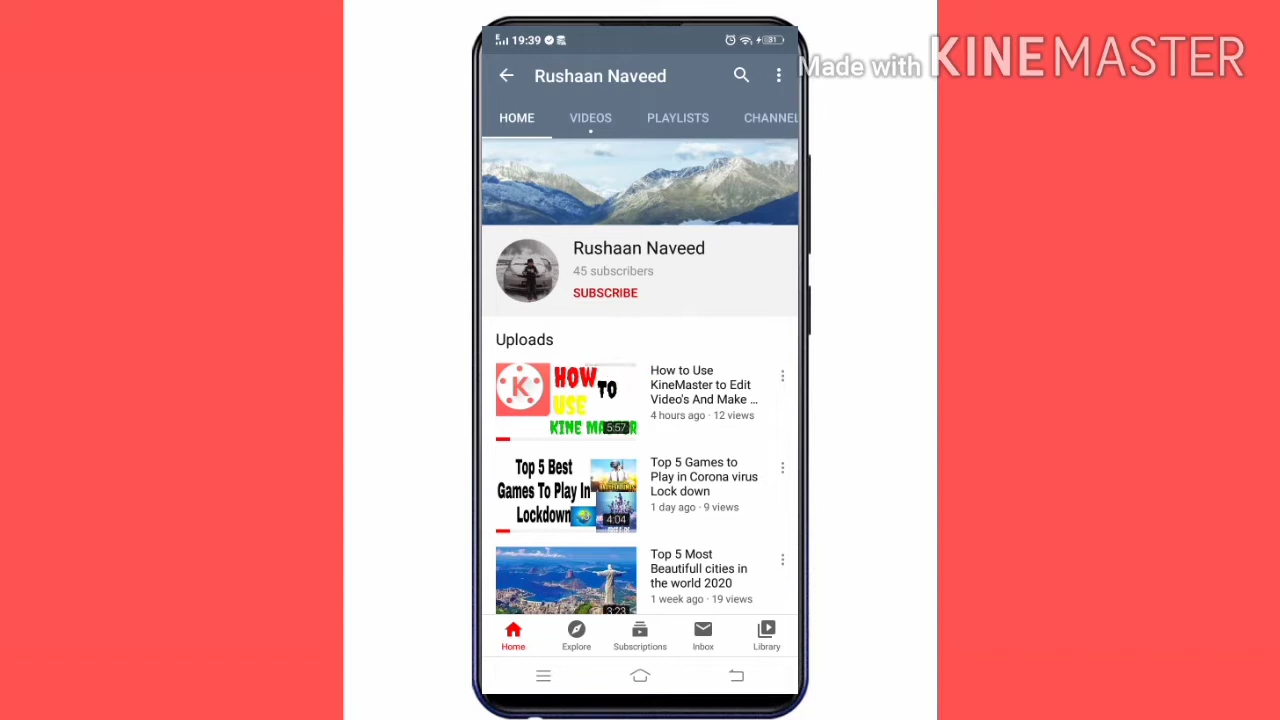 E 19:39 31
Made with KINEMASTER
Rushaan Naveed
HOME VIDEOS PLAYLISTS CHANNEL
Rushaan Naveed
45 subscribers
SUBSCRIBE
Uploads
K
HOW TO
USE
KINE MASTER
5:57
How to Use
KineMaster to Edit
Video's And Make ...
4 hours ago · 12 views
Top 5 Best
Games To Play In
Lockdown
4:04
Top 5 Games to
Play in Corona virus
Lock down
1 day ago · 9 views
3:23
Top 5 Most
Beautifull cities in
the world 2020
1 week ago · 19 views
Home Explore Subscriptions Inbox Library